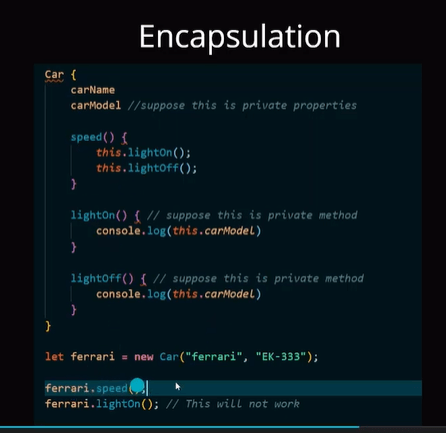 Encapsulation
Car {
carName
carModel //suppose this is private properties
speed() {
this.lightOn();
this.lightOff();
}
lightOn() { // suppose this is private method
console.log(this.carModel)
}
lightOff() { // suppose this is private method
console.log(this.carModel)
}
}
let ferrari = new Car("ferrari", "EK-333");
ferrari.speed();
ferrari.lightOn(); // This will not work